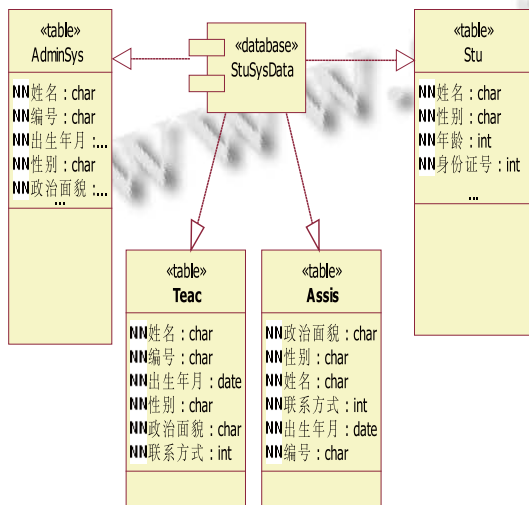 «table»
AdminSys
NN姓名 : char
NN编号 : char
NN出生年月 :...
NN性别 : char
NN政治面貌 :...
...
«database»
StuSysData
«table»
Stu
NN姓名 : char
NN性别 : char
NN年龄 : int
NN身份证号 : int
...
«table»
Teac
NN姓名 : char
NN编号 : char
NN出生年月 : date
NN性别 : char
NN政治面貌 : char
NN联系方式 : int
«table»
Assis
NN政治面貌 : char
NN性别 : char
NN姓名 : char
NN联系方式 : int
NN出生年月 : date
NN编号 : char
www.